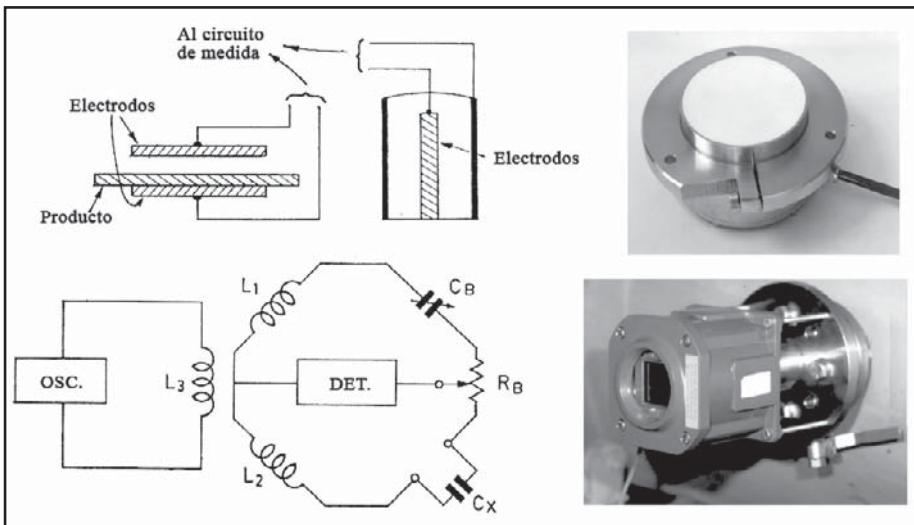 Al circuito
de medida
Electrodos
Electrodos
Producto
L1
CB
OSC.
L3
DET.
RB
L2
CX